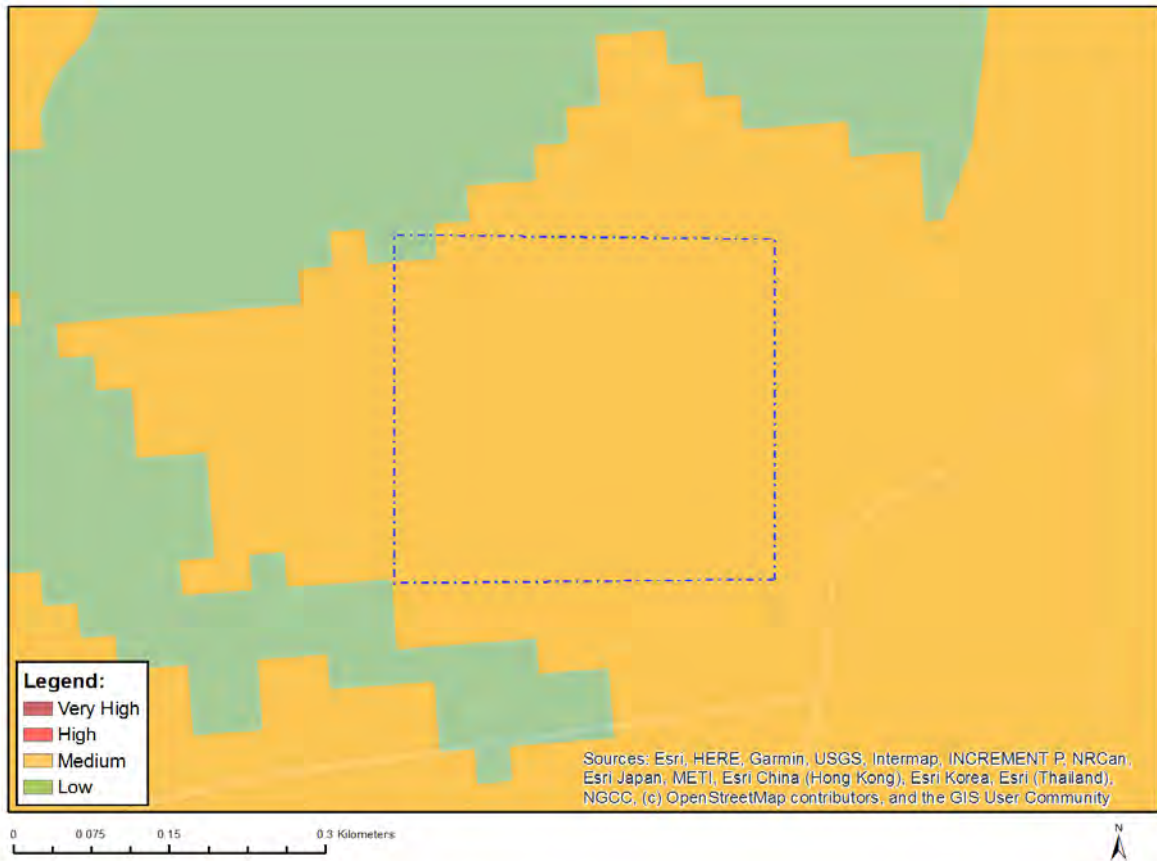 Legend:
Very High
High
Medium
Low
Sources: Esri, HERE, Garmin, USGS, Intermap, INCREMENT P, NRCan,
Esri Japan, METI, Esri China (Hong Kong), Esri Korea, Esri (Thailand),
NGCC, (c) OpenStreetMap contributors, and the GIS User Community
0 0.075 0.15 0.3 Kilometers
N